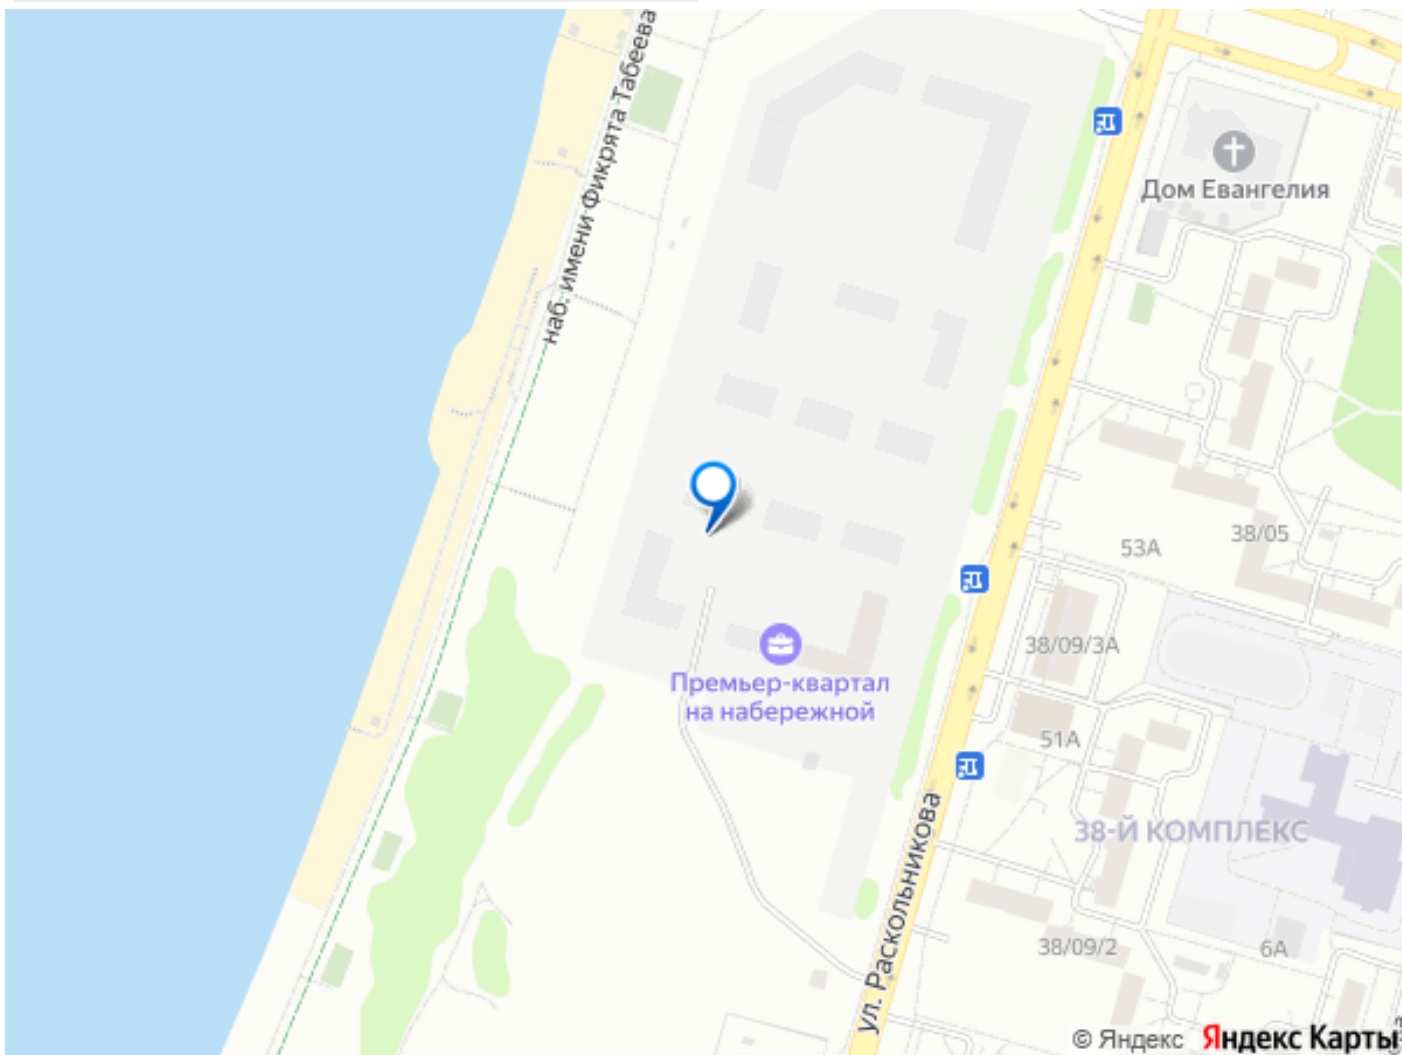 наб. имени Фикрята Табеева
Дом Евангелия
38/05
53А
38/09/3А
Премьер-квартал
на набережной
51А
38-Й КОМПЛЕКС
ул. Раскольникова
38/09/2
6А
© Яндекс Яндекс Карты